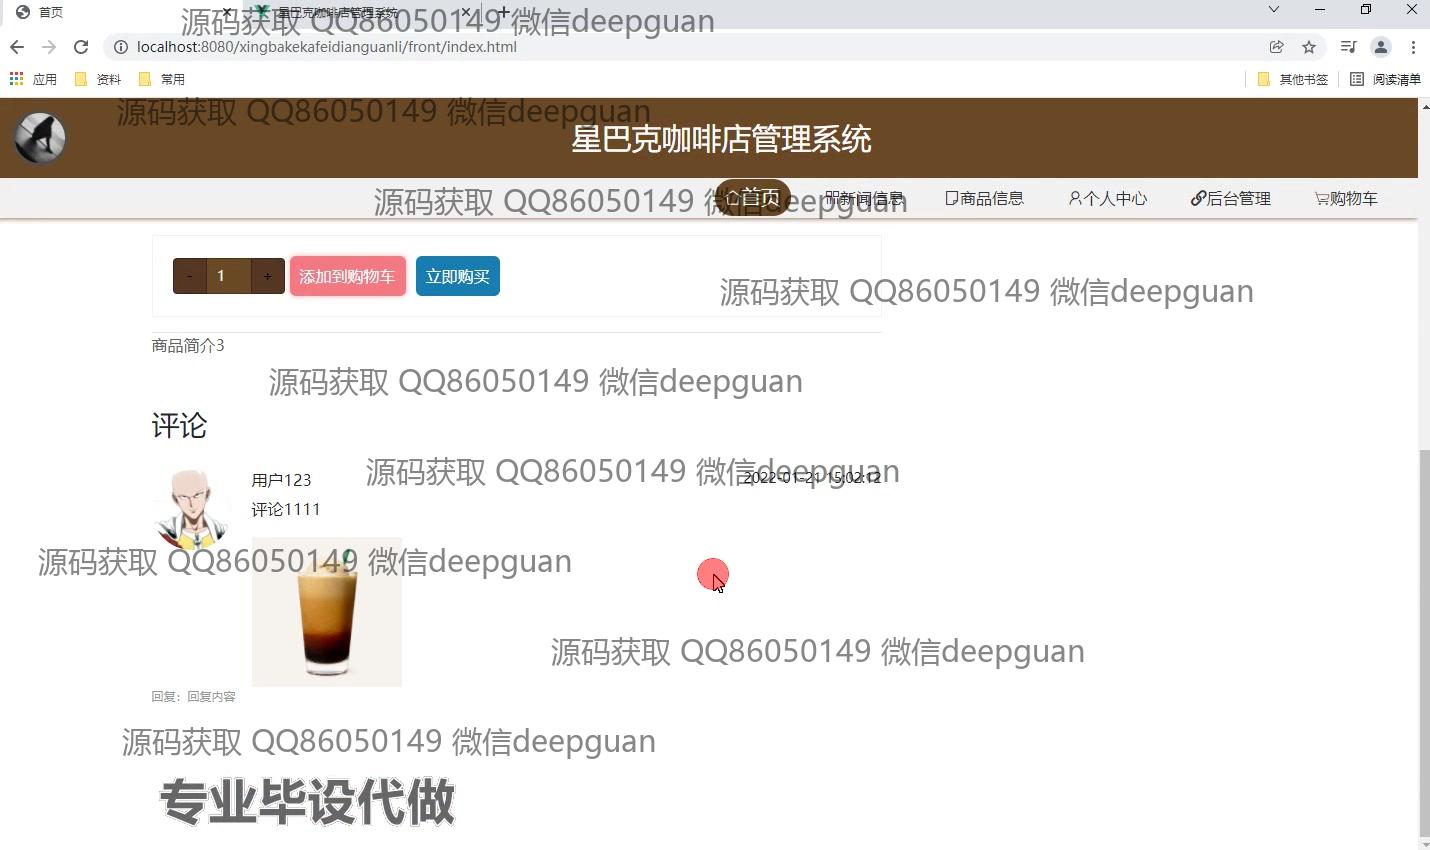 首页
星巴克咖啡店管理系统
源码获取 QQ86050149 微信deepguan
localhost:8080/xingbakekafeidianguanli/front/index.html
应用
资料
常用
其他书签
阅读清单
源码获取 QQ86050149 微信deepguan
星巴克咖啡店管理系统
首页
新闻信息
商品信息
个人中心
后台管理
购物车
源码获取 QQ86050149 微信deepguan
- 1 + 添加到购物车 立即购买
源码获取 QQ86050149 微信deepguan
商品简介3
源码获取 QQ86050149 微信deepguan
评论
用户123
2022-01-21 15:02:12
源码获取 QQ86050149 微信deepguan
评论1111
源码获取 QQ86050149 微信deepguan
源码获取 QQ86050149 微信deepguan
回复：回复内容
源码获取 QQ86050149 微信deepguan
专业毕设代做